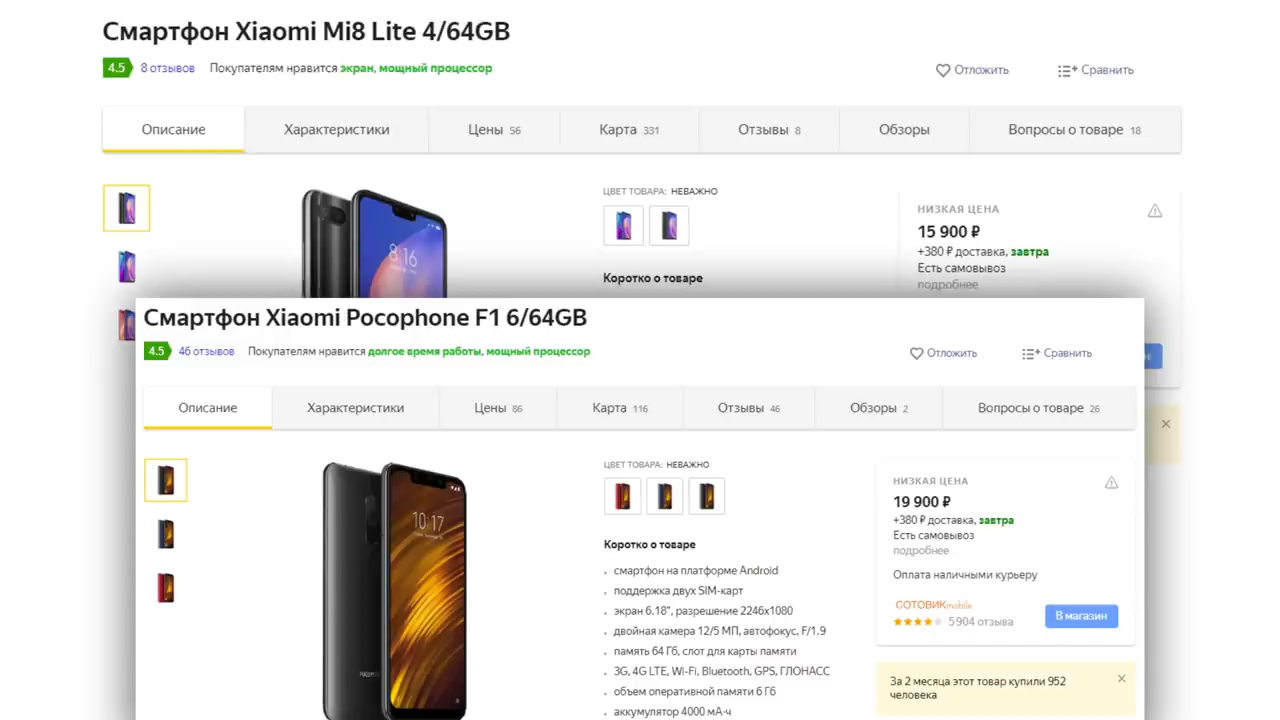 Смартфон Xiaomi Mi8 Lite 4/64GB
4.5 8 отзывов Покупателям нравится экран, мощный процессор
Отложить Сравнить
Описание Характеристики Цены 56 Карта 331 Отзывы 8 Обзоры Вопросы о товаре 18
ЦВЕТ ТОВАРА: НЕВАЖНО
НИЗКАЯ ЦЕНА
15 900 ₽
+380 ₽ доставка, завтра
Есть самовывоз
подробнее
8:16
Коротко о товаре
Смартфон Xiaomi Pocophone F1 6/64GB
4.5 46 отзывов Покупателям нравится долгое время работы, мощный процессор
Отложить Сравнить
Описание Характеристики Цены 86 Карта 116 Отзывы 46 Обзоры 2 Вопросы о товаре 26
ЦВЕТ ТОВАРА: НЕВАЖНО
10:17
Коротко о товаре
смартфон на платформе Android
поддержка двух SIM-карт
экран 6.18", разрешение 2246x1080
двойная камера 12/5 МП, автофокус, F/1.9
память 64 Гб, слот для карты памяти
3G, 4G LTE, Wi-Fi, Bluetooth, GPS, ГЛОНАСС
объем оперативной памяти 6 Гб
аккумулятор 4000 мА⋅ч
НИЗКАЯ ЦЕНА
19 900 ₽
+380 ₽ доставка, завтра
Есть самовывоз
подробнее
Оплата наличными курьеру
СОТОВИКmobile
5 904 отзыва
В магазин
За 2 месяца этот товар купили 952
человека